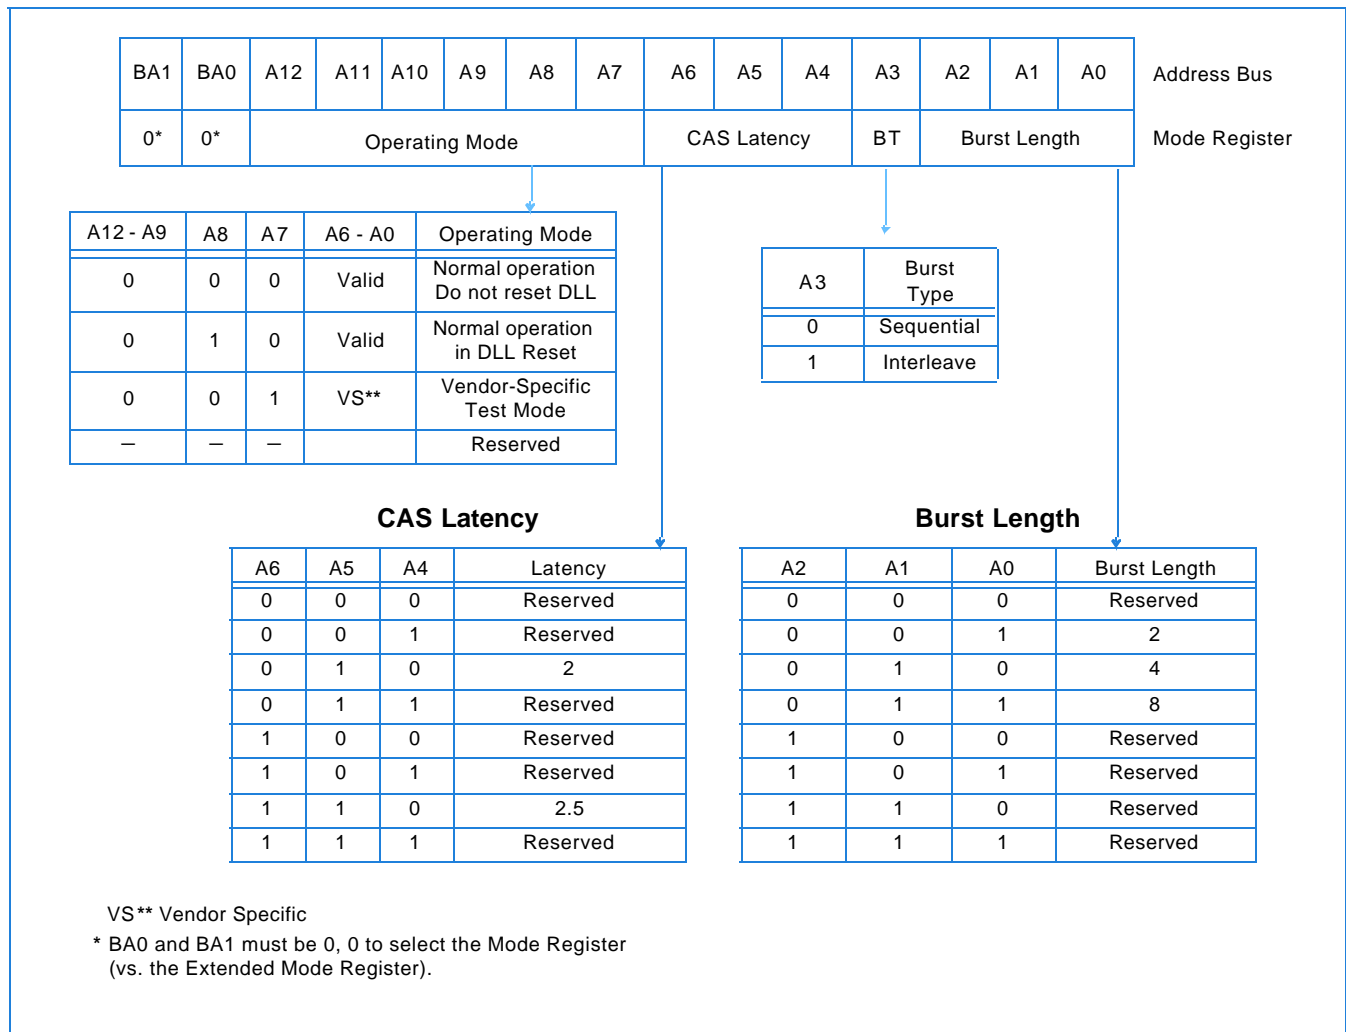 BA1 BA0 A12 A11 A10 A9 A8 A7 A6 A5 A4 A3 A2 A1 A0 Address Bus
0* 0* Operating Mode CAS Latency BT Burst Length Mode Register
A12 - A9 A8 A7 A6 - A0 Operating Mode
0 0 0 Valid Normal operation
Do not reset DLL
0 1 0 Valid Normal operation
in DLL Reset
0 0 1 VS** Vendor-Specific
Test Mode
— — — Reserved
A3 Burst
Type
0 Sequential
1 Interleave
CAS Latency
A6 A5 A4 Latency
0 0 0 Reserved
0 0 1 Reserved
0 1 0 2
0 1 1 Reserved
1 0 0 Reserved
1 0 1 Reserved
1 1 0 2.5
1 1 1 Reserved
Burst Length
A2 A1 A0 Burst Length
0 0 0 Reserved
0 0 1 2
0 1 0 4
0 1 1 8
1 0 0 Reserved
1 0 1 Reserved
1 1 0 Reserved
1 1 1 Reserved
VS** Vendor Specific
* BA0 and BA1 must be 0, 0 to select the Mode Register
(vs. the Extended Mode Register).